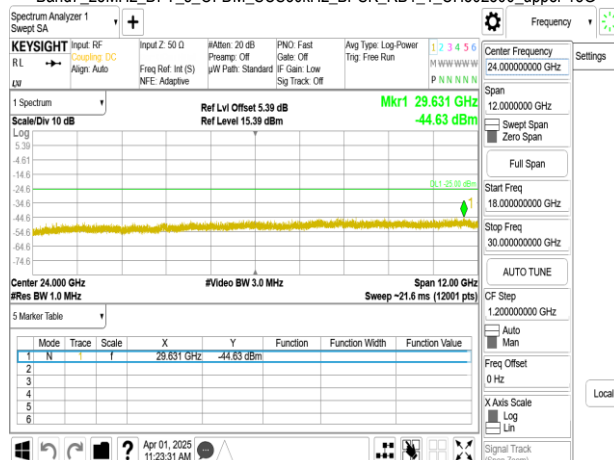 Spectrum Analyzer 1
Swept SA
Frequency
Settings
KEYSIGHT
Input: RF
Coupling: DC
Align: Auto
Input Z: 50 Ω
Freq Ref: Int (S)
NFE: Adaptive
#Atten: 20 dB
Preamp: Off
µW Path: Standard
PNO: Fast
Gate: Off
IF Gain: Low
Sig Track: Off
Avg Type: Log-Power
Trig: Free Run
1 2 3 4 5 6
M W W W W W
P N N N N N
RL
LXI
1 Spectrum
Scale/Div 10 dB
Ref Lvl Offset 5.39 dB
Ref Level 15.39 dBm
Mkr1 29.631 GHz
-44.63 dBm
Log
5.39
-4.61
-14.6
-24.6
-34.6
-44.6
-54.6
-64.6
-74.6
DL1 -25.00 dBm
1
Center 24.000 GHz
#Video BW 3.0 MHz
Span 12.00 GHz
#Res BW 1.0 MHz
Sweep ~21.6 ms (12001 pts)
5 Marker Table
Mode Trace Scale X Y Function Function Width Function Value
1 N 1 f 29.631 GHz -44.63 dBm
2
3
4
5
6
Apr 01, 2025
11:23:31 AM
Center Frequency
24.000000000 GHz
Span
12.0000000 GHz
Swept Span
Zero Span
Full Span
Start Freq
18.000000000 GHz
Stop Freq
30.000000000 GHz
AUTO TUNE
CF Step
1.200000000 GHz
Auto
Man
Freq Offset
0 Hz
X Axis Scale
Log
Lin
Signal Track
Local